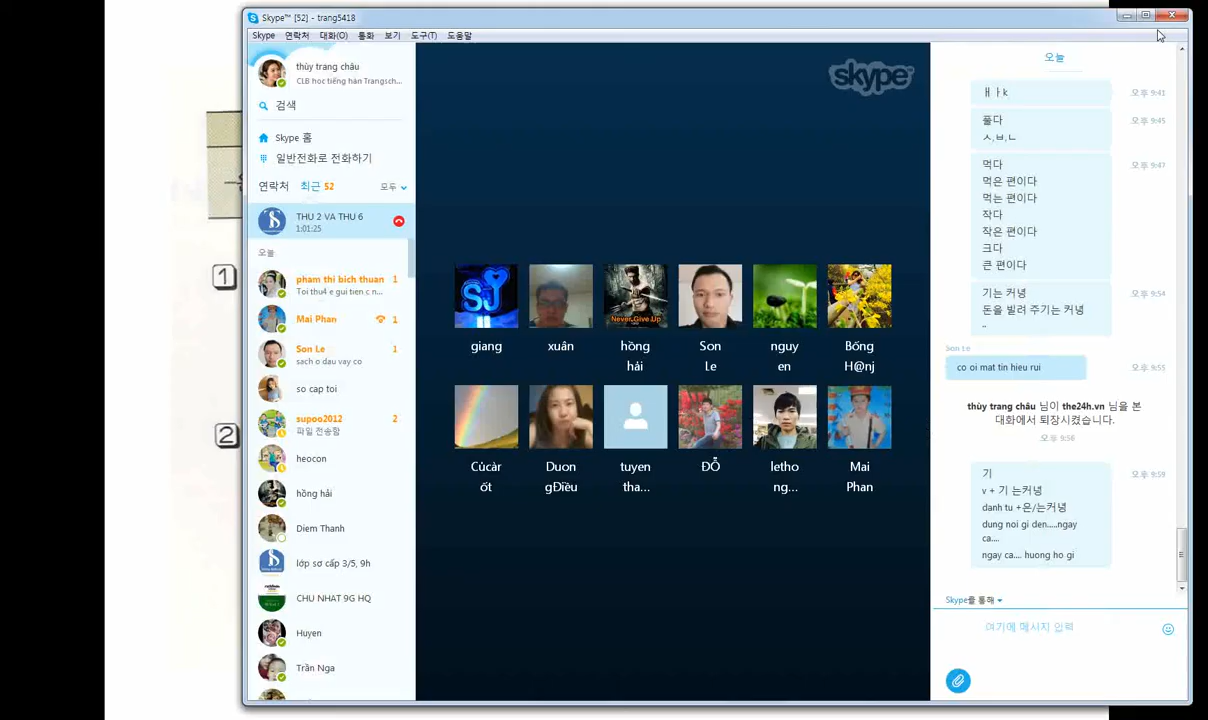 Skype™ [52] - trang5418
Skype 연락처 대화(O) 통화 보기 도구(T) 도움말
thùy trang châu
CLB học tiếng hàn Trangsch...
검색
Skype 홈
일반전화로 전화하기
연락처 최근 52 모두
THU 2 VA THU 6
1:01:25
오늘
pham thi bich thuan 1
Toi thu4 e gui tien c n...
Mai Phan 1
Son Le 1
sach o dau vay co
so cap toi
supoo2012 2
파일 전송함
heocon
hồng hải
Diem Thanh
lớp sơ cấp 3/5, 9h
CHU NHAT 9G HQ
Huyen
Trần Nga
skype
SJ
Never Give Up
giang
xuân
hồng
hải
Son
Le
nguy
en
Bống
H@nj
Củcàr
ốt
Duon
gĐiều
tuyen
tha...
ĐỖ
letho
ng...
Mai
Phan
오늘
ㅐㅏk 오후 9:41
풀다 오후 9:45
ㅅ,ㅂ,ㄴ
먹다 오후 9:47
먹은 편이다
먹는 편이다
작다
작은 편이다
크다
큰 편이다
기는 커녕 오후 9:54
돈을 빌려 주기는 커녕
..
Son Le
co oi mat tin hieu rui 오후 9:55
thùy trang châu 님이 the24h.vn 님을 본
대화에서 퇴장시켰습니다.
오후 9:58
기 오후 9:59
v + 기 는커녕
danh tu +은/는커녕
dung noi gi den.....ngay
ca....
ngay ca.... huong ho gi
Skype를 통해
여기에 메시지 입력
1
2